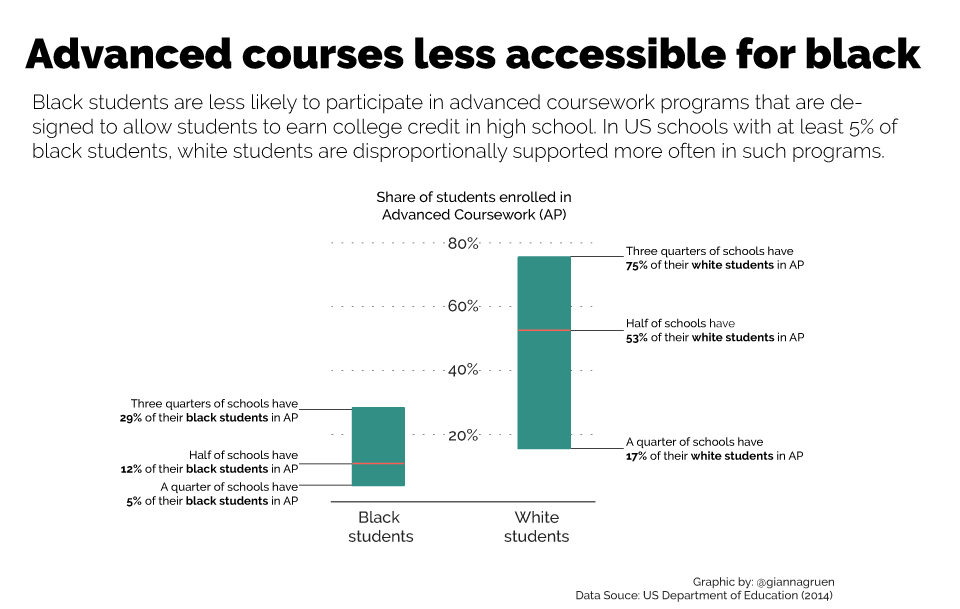 Advanced courses less accessible for black
Black students are less likely to participate in advanced coursework programs that are de-
signed to allow students to earn college credit in high school. In US schools with at least 5% of
black students, white students are disproportionally supported more often in such programs.
Share of students enrolled in
Advanced Coursework (AP)
80%
60%
40%
20%
Three quarters of schools have
75% of their white students in AP
Half of schools have
53% of their white students in AP
A quarter of schools have
17% of their white students in AP
Three quarters of schools have
29% of their black students in AP
Half of schools have
12% of their black students in AP
A quarter of schools have
5% of their black students in AP
Black
students
White
students
Graphic by: @giannagruen
Data Souce: US Department of Education (2014)